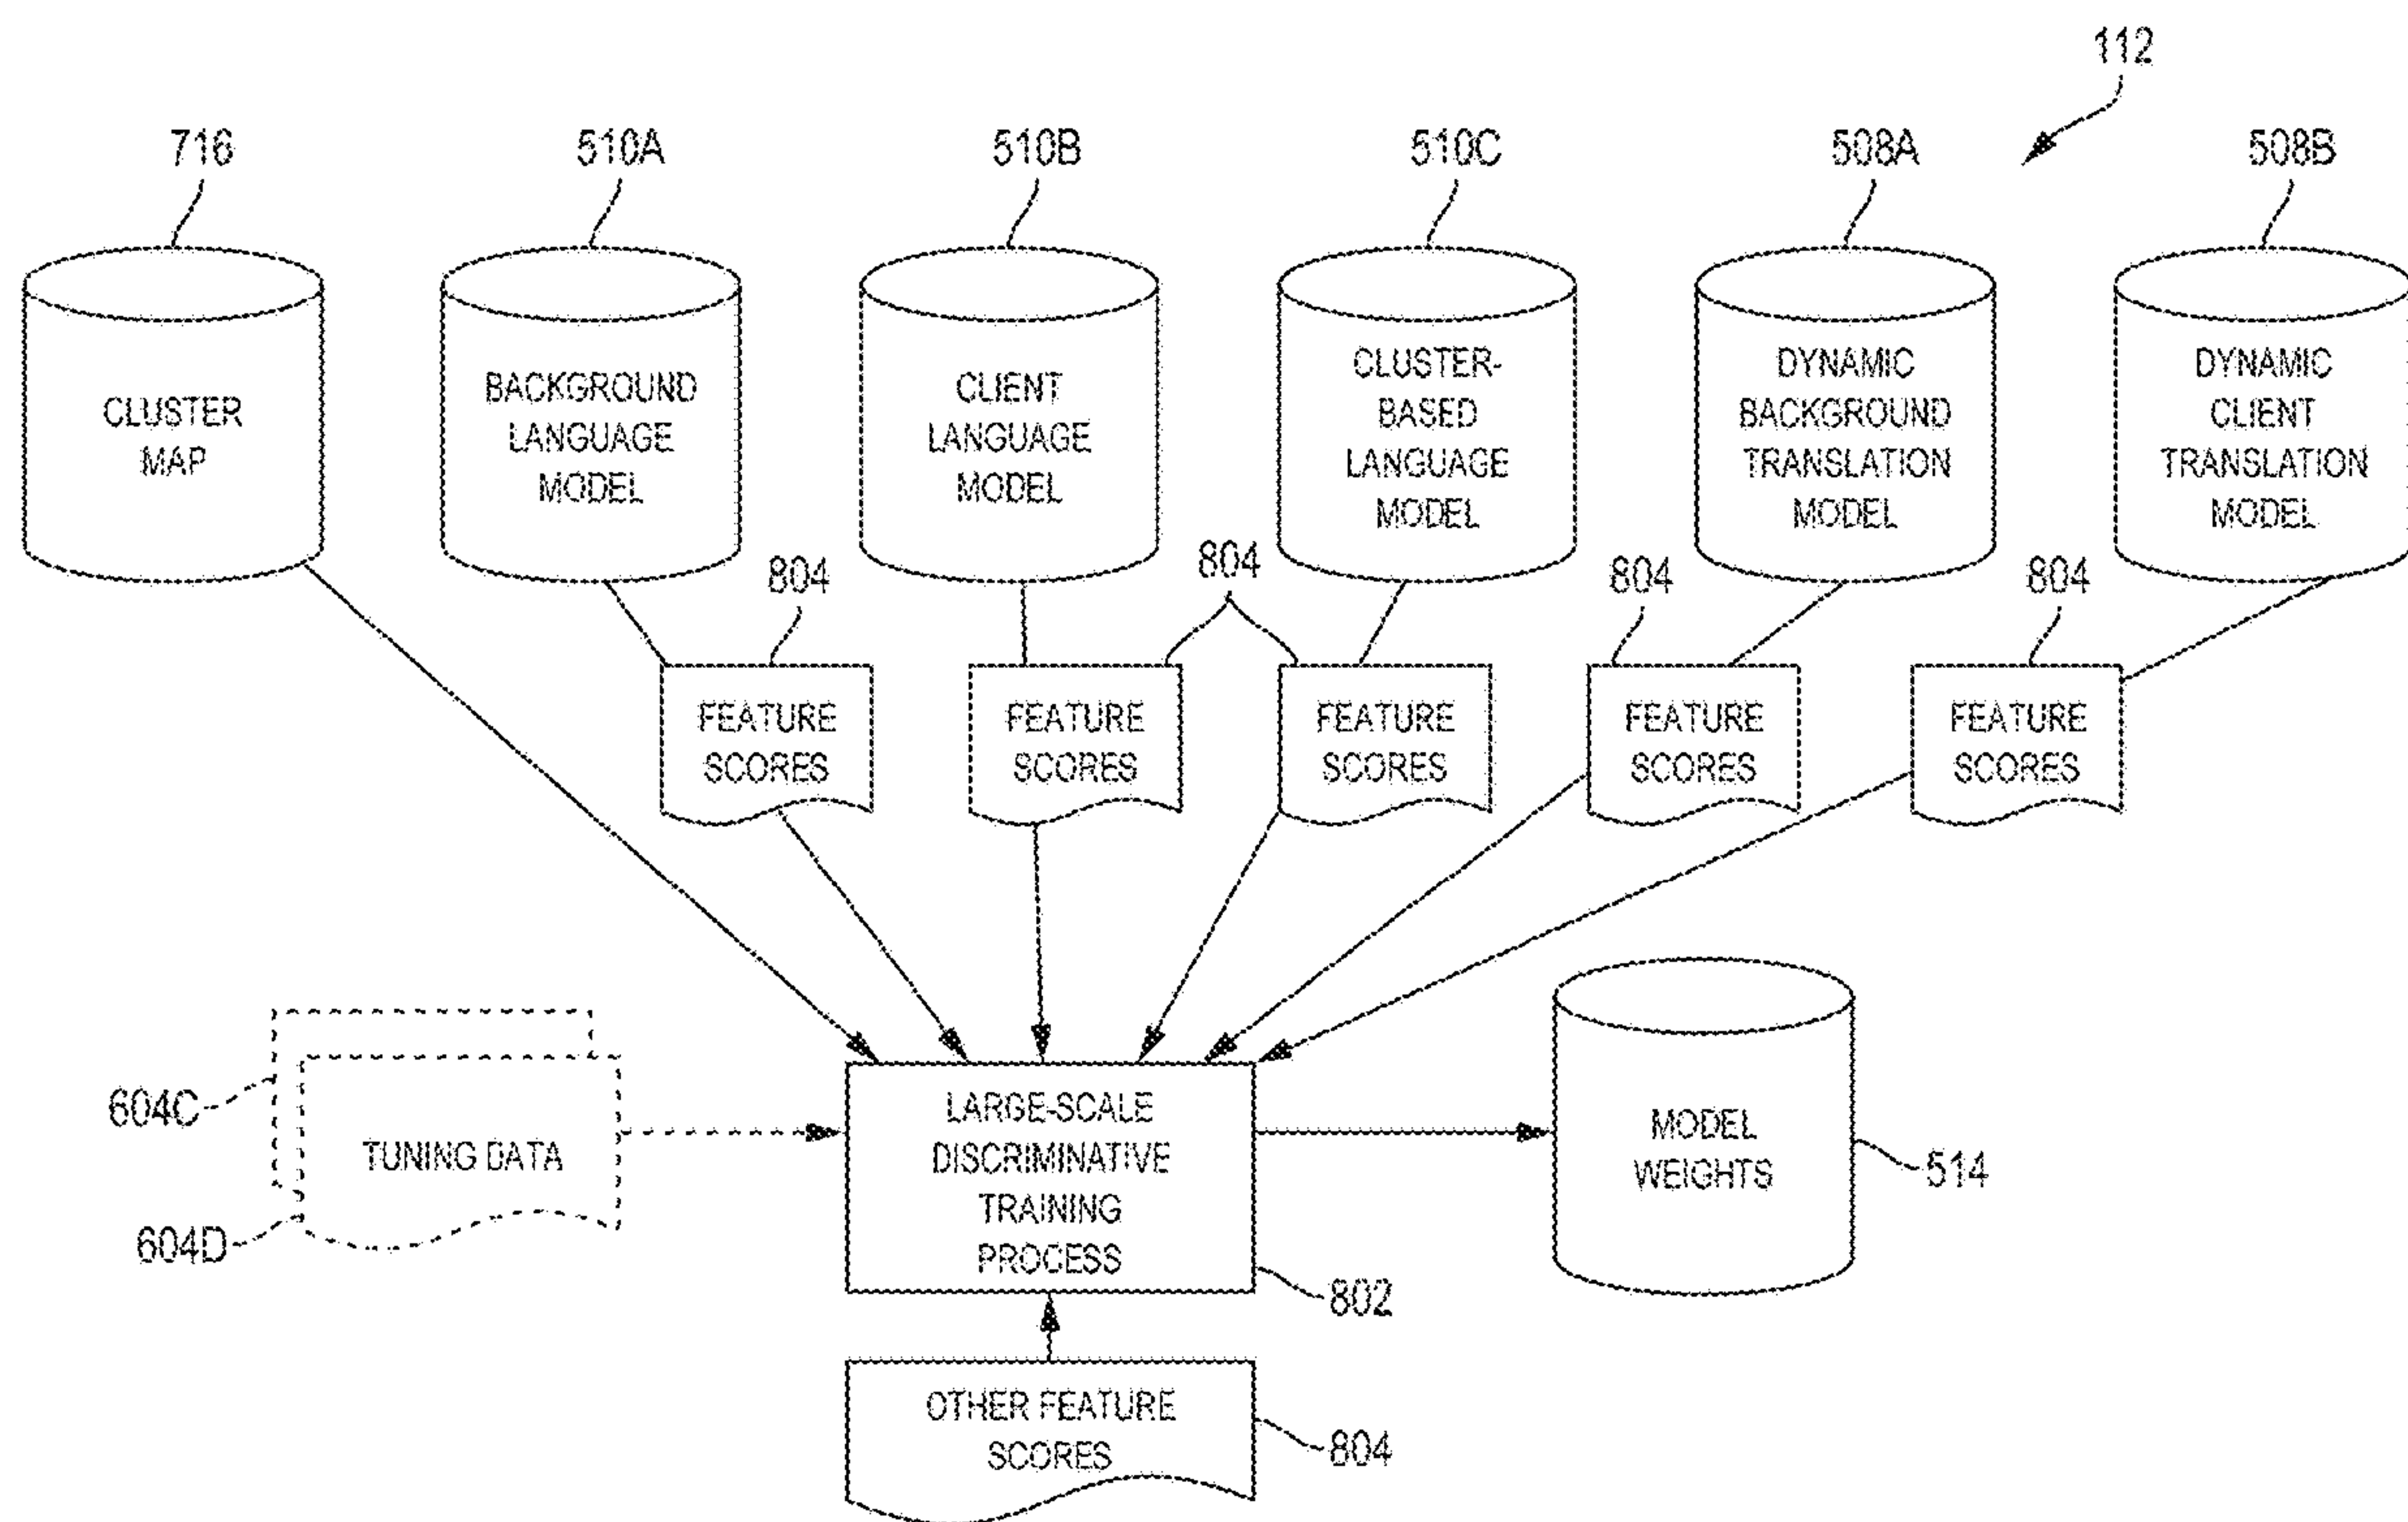 112
716
510A
510B
510C
508A
508B
CLUSTER
MAP
BACKGROUND
LANGUAGE
MODEL
CLIENT
LANGUAGE
MODEL
CLUSTER-
BASED
LANGUAGE
MODEL
DYNAMIC
BACKGROUND
TRANSLATION
MODEL
DYNAMIC
CLIENT
TRANSLATION
MODEL
804
804
804
804
FEATURE
SCORES
FEATURE
SCORES
FEATURE
SCORES
FEATURE
SCORES
FEATURE
SCORES
604C
TUNING DATA
604D
LARGE-SCALE
DISCRIMINATIVE
TRAINING
PROCESS
802
MODEL
WEIGHTS
514
OTHER FEATURE
SCORES
804